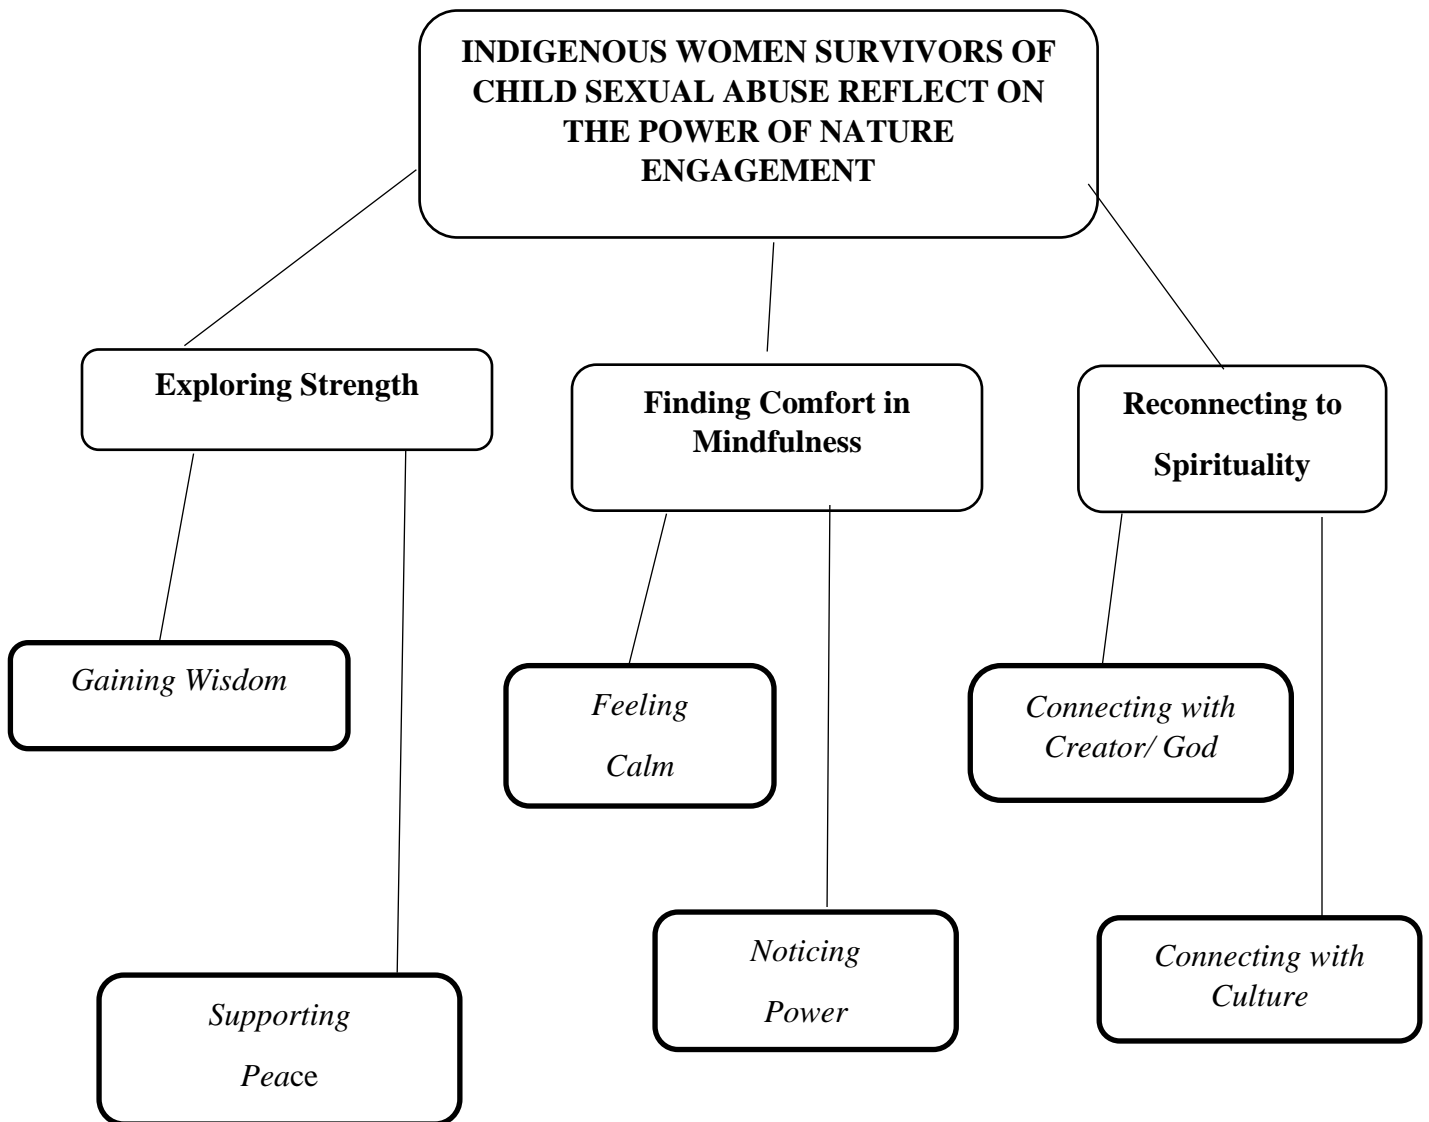 INDIGENOUS WOMEN SURVIVORS OF
CHILD SEXUAL ABUSE REFLECT ON
THE POWER OF NATURE
ENGAGEMENT
Exploring Strength
Finding Comfort in
Mindfulness
Reconnecting to
Spirituality
Gaining Wisdom
Feeling
Calm
Connecting with
Creator/ God
Supporting
Peace
Noticing
Power
Connecting with
Culture